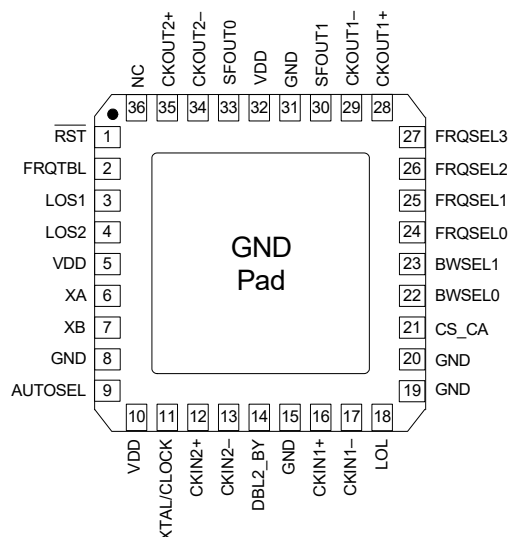 NC
CKOUT2+
CKOUT2–
SFOUT0
VDD
GND
SFOUT1
CKOUT1–
CKOUT1+
36 35 34 33 32 31 30 29 28
RST 1
FRQTBL 2
LOS1 3
LOS2 4
VDD 5
XA 6
XB 7
GND 8
AUTOSEL 9
GND
Pad
27 FRQSEL3
26 FRQSEL2
25 FRQSEL1
24 FRQSEL0
23 BWSEL1
22 BWSEL0
21 CS_CA
20 GND
19 GND
10 11 12 13 14 15 16 17 18
VDD
XTAL/CLOCK
CKIN2+
CKIN2–
DBL2_BY
GND
CKIN1+
CKIN1–
LOL